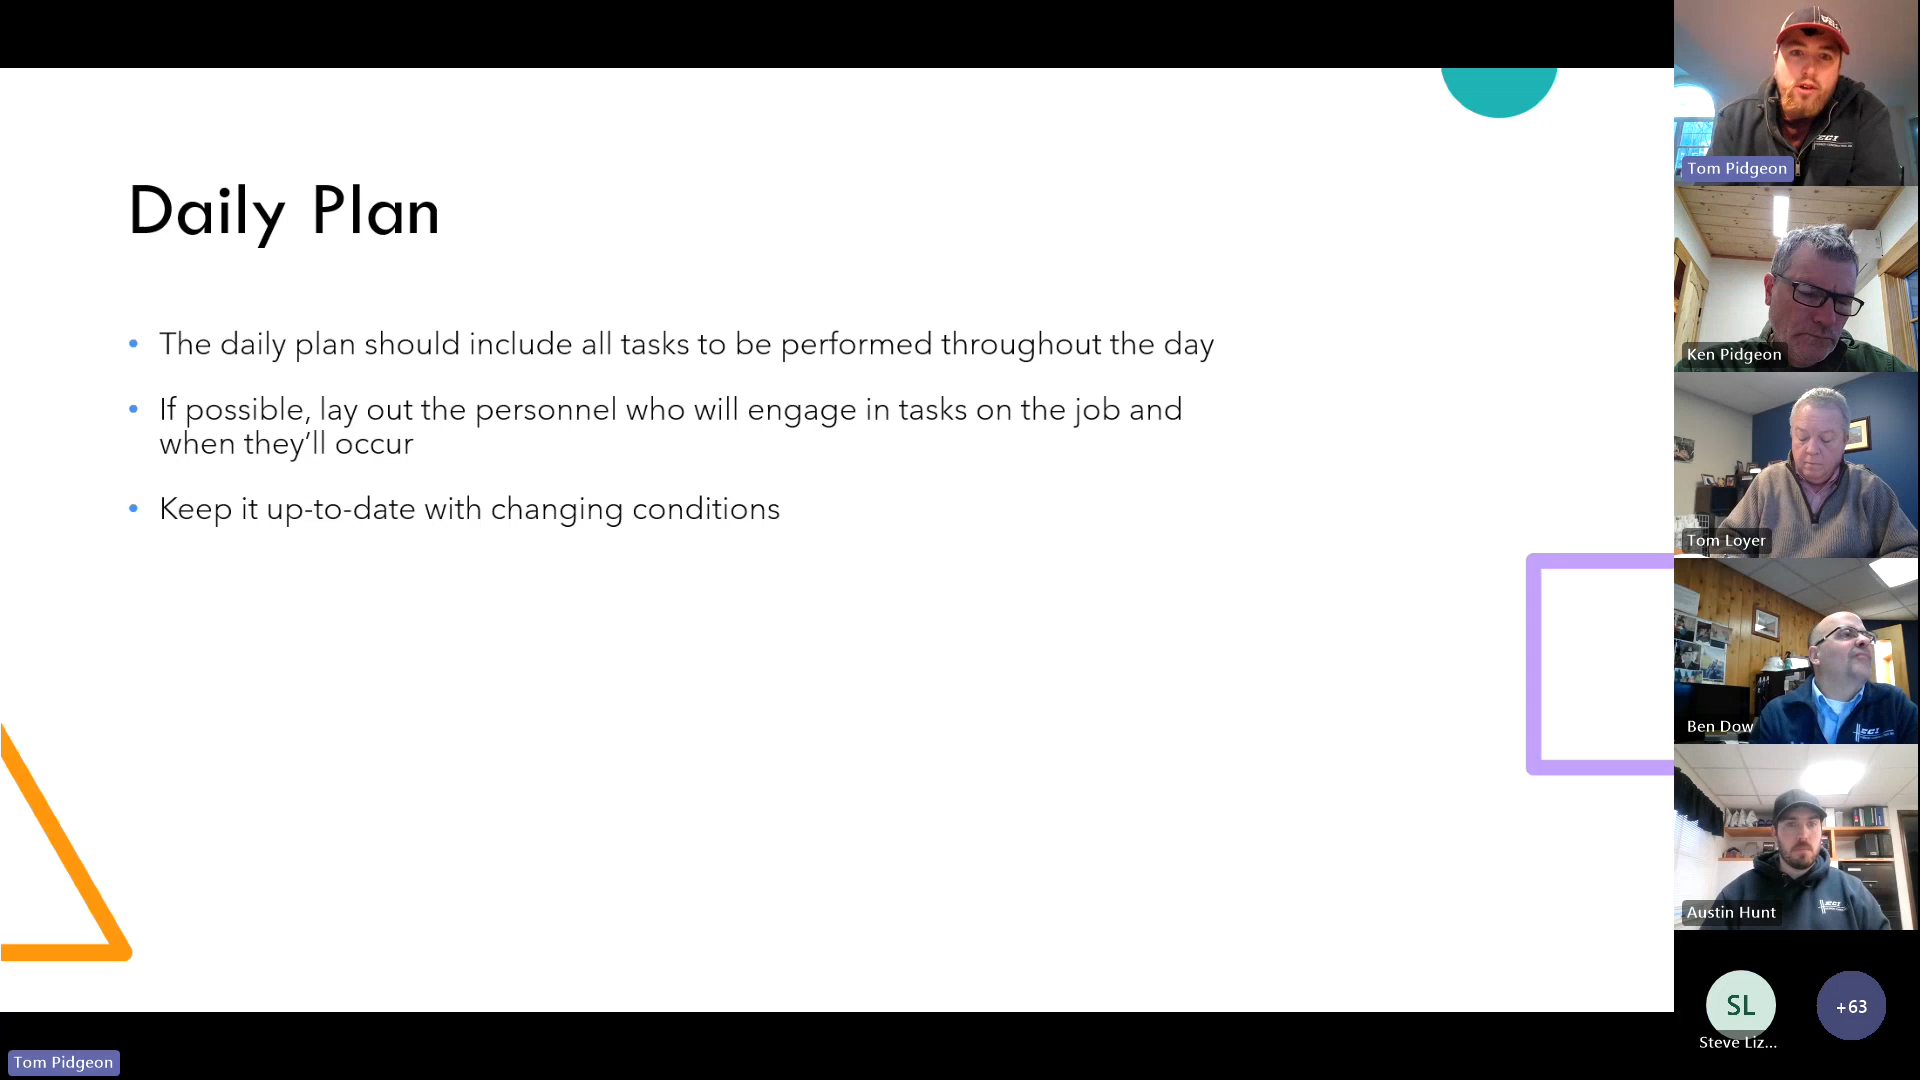 Daily Plan
• The daily plan should include all tasks to be performed throughout the day
• If possible, lay out the personnel who will engage in tasks on the job and
when they’ll occur
• Keep it up-to-date with changing conditions
ECI
Tom Pidgeon
Ken Pidgeon
Tom Loyer
ECI
Ben Dow
ECI
Austin Hunt
SL
+63
Steve Liz...
Tom Pidgeon